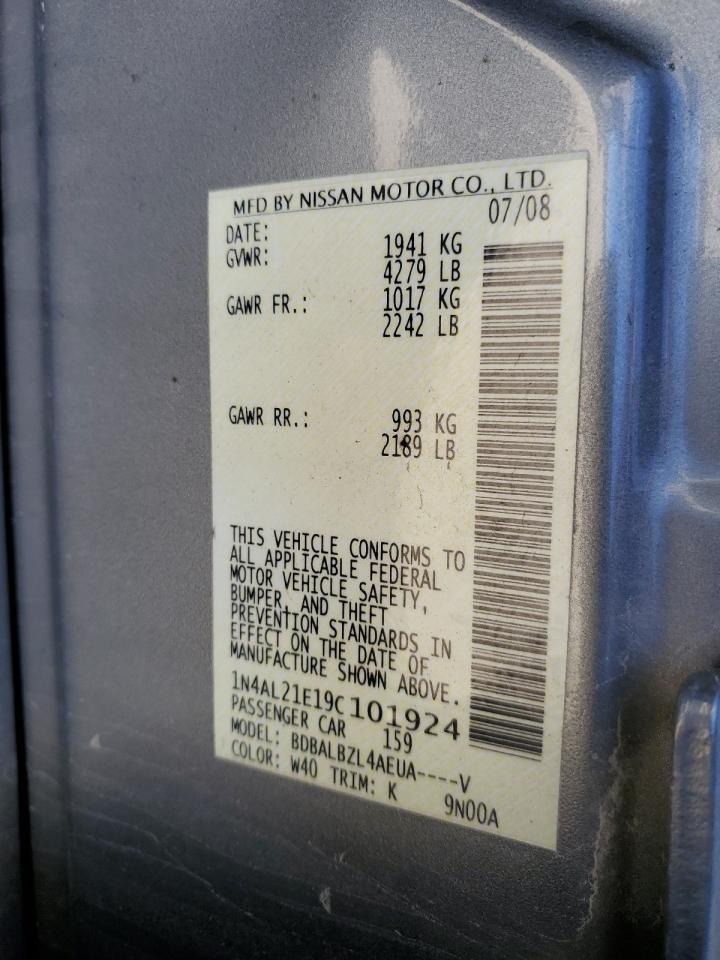 MFD BY NISSAN MOTOR CO., LTD.
DATE: 07/08
GVWR: 1941 KG
4279 LB
GAWR FR.: 1017 KG
2242 LB
GAWR RR.: 993 KG
2189 LB
THIS VEHICLE CONFORMS TO
ALL APPLICABLE FEDERAL
MOTOR VEHICLE SAFETY,
BUMPER, AND THEFT
PREVENTION STANDARDS IN
EFFECT ON THE DATE OF
MANUFACTURE SHOWN ABOVE.
1N4AL21E19C101924
PASSENGER CAR 159
MODEL: BDBALBZL4AEUA----V
COLOR: W40 TRIM: K 9N00A